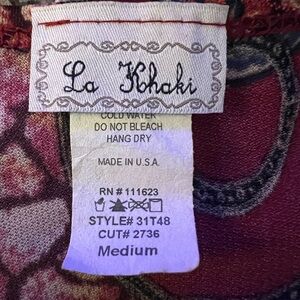 La Khaki
COLD WATER
DO NOT BLEACH
HANG DRY
MADE IN U.S.A.
RN # 111623
STYLE# 31T48
CUT# 2736
Medium